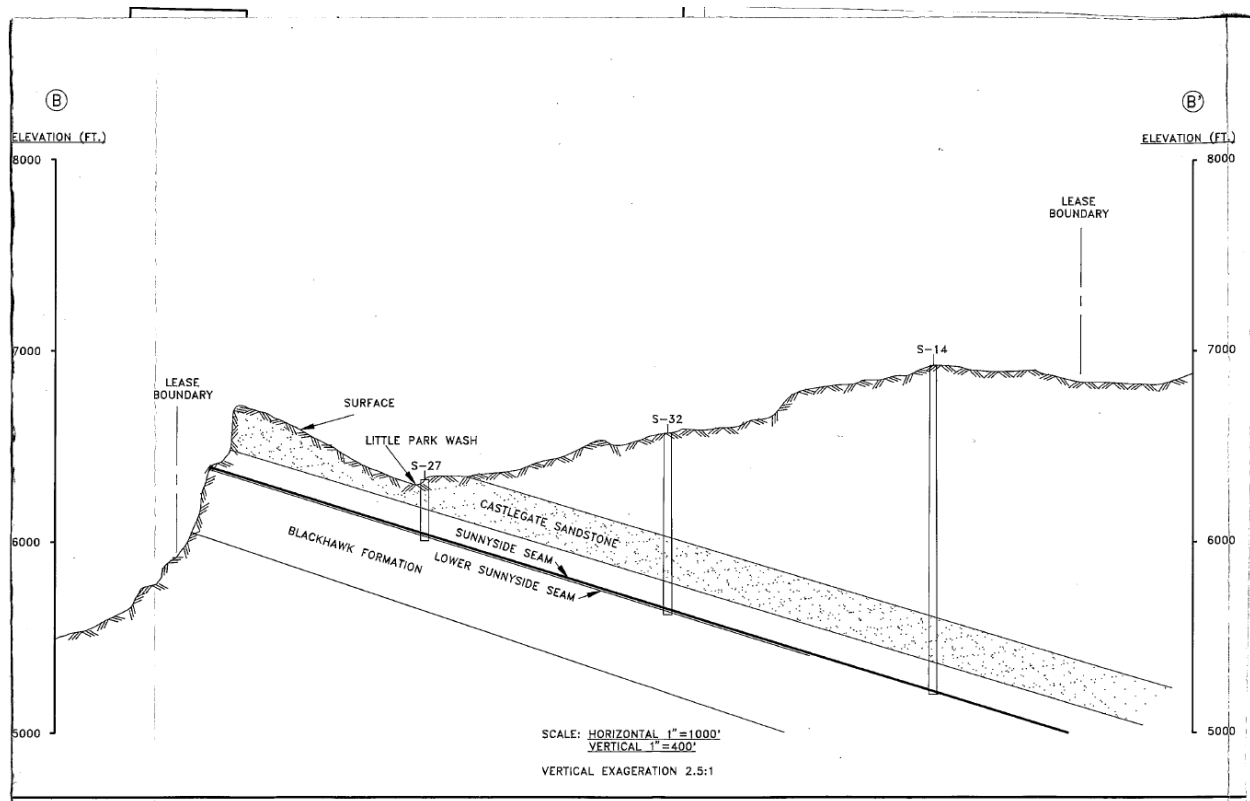 B
B'
ELEVATION (FT.)
ELEVATION (FT.)
8000
8000
LEASE
BOUNDARY
7000
7000
S-14
LEASE
BOUNDARY
SURFACE
S-32
LITTLE PARK WASH
S-27
CASTLEGATE SANDSTONE
6000
6000
SUNNYSIDE SEAM
BLACKHAWK FORMATION
LOWER SUNNYSIDE SEAM
5000
5000
SCALE: HORIZONTAL 1"=1000'
VERTICAL 1"=400'
VERTICAL EXAGERATION 2.5:1